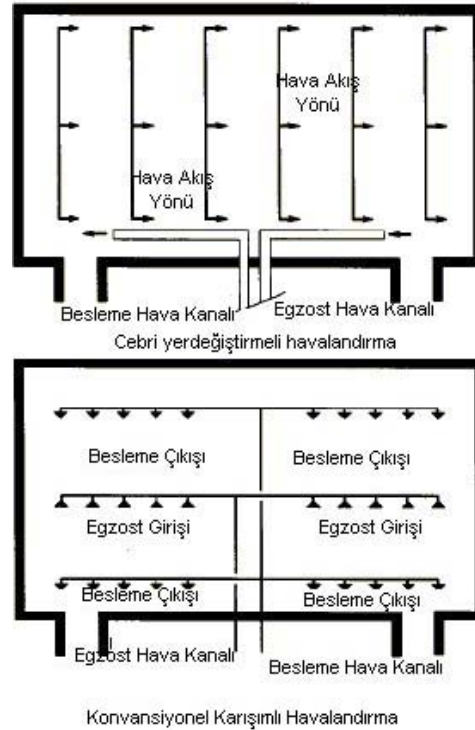 Hava Akış
Yönü
Hava Akış
Yönü
Besleme Hava Kanalı
Egzost Hava Kanalı
Cebri yerdeğiştirmeli havalandırma
Besleme Çıkışı
Besleme Çıkışı
Egzost Girişi
Egzost Girişi
Besleme Çıkışı
Besleme Çıkışı
Egzost Hava Kanalı
Besleme Hava Kanalı
Konvansiyonel Karışımlı Havalandırma